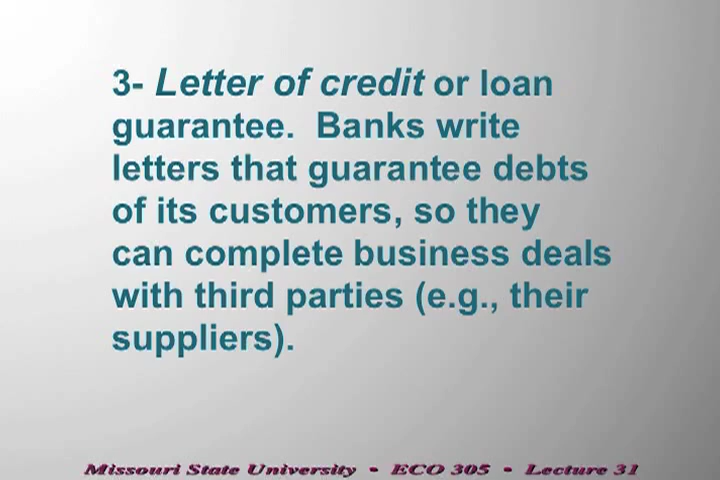 3- Letter of credit or loan
guarantee.  Banks write
letters that guarantee debts
of its customers, so they
can complete business deals
with third parties (e.g., their
suppliers).
Missouri State University - ECO 305 - Lecture 31